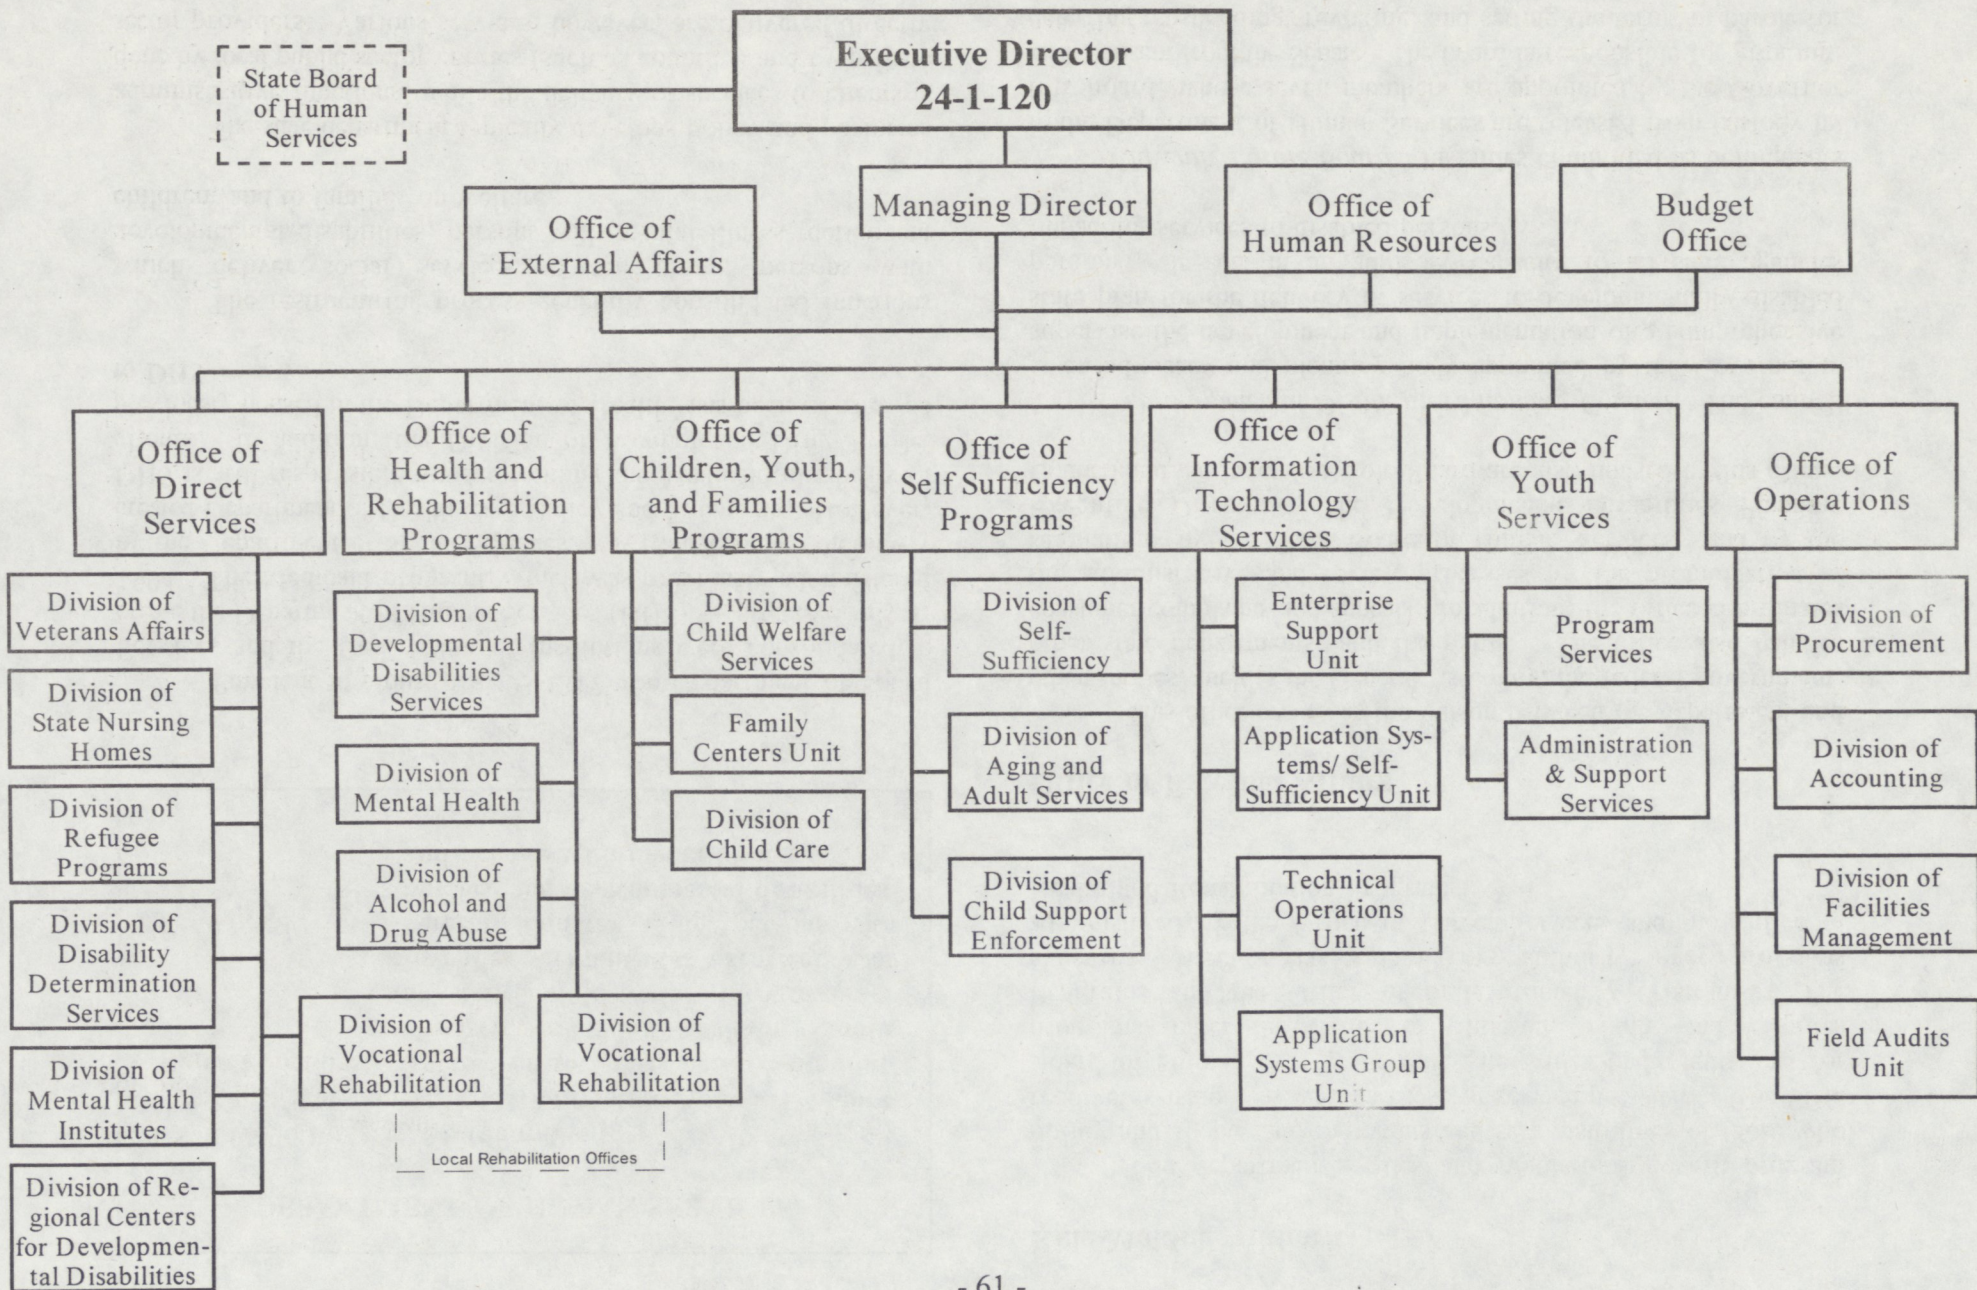 State Board
of Human
Services
Executive Director
24-1-120
Office of
External Affairs
Managing Director
Office of
Human Resources
Budget
Office
Office of
Direct
Services
Office of
Health and
Rehabilitation
Programs
Office of
Children, Youth,
and Families
Programs
Office of
Self Sufficiency
Programs
Office of
Information
Technology
Services
Office of
Youth
Services
Office of
Operations
Division of
Veterans Affairs
Division of
State Nursing
Homes
Division of
Refugee
Programs
Division of
Disability
Determination
Services
Division of
Mental Health
Institutes
Division of Re-
gional Centers
for Developmen-
tal Disabilities
Division of
Vocational
Rehabilitation
Division of
Developmental
Disabilities
Services
Division of
Mental Health
Division of
Alcohol and
Drug Abuse
Division of
Vocational
Rehabilitation
Local Rehabilitation Offices
Division of
Child Welfare
Services
Family
Centers Unit
Division of
Child Care
Division of
Self-
Sufficiency
Division of
Aging and
Adult Services
Division of
Child Support
Enforcement
Enterprise
Support
Unit
Application Sys-
tems/ Self-
Sufficiency Unit
Technical
Operations
Unit
Application
Systems Group
Unit
Program
Services
Administration
& Support
Services
Division of
Procurement
Division of
Accounting
Division of
Facilities
Management
Field Audits
Unit
- 61 -